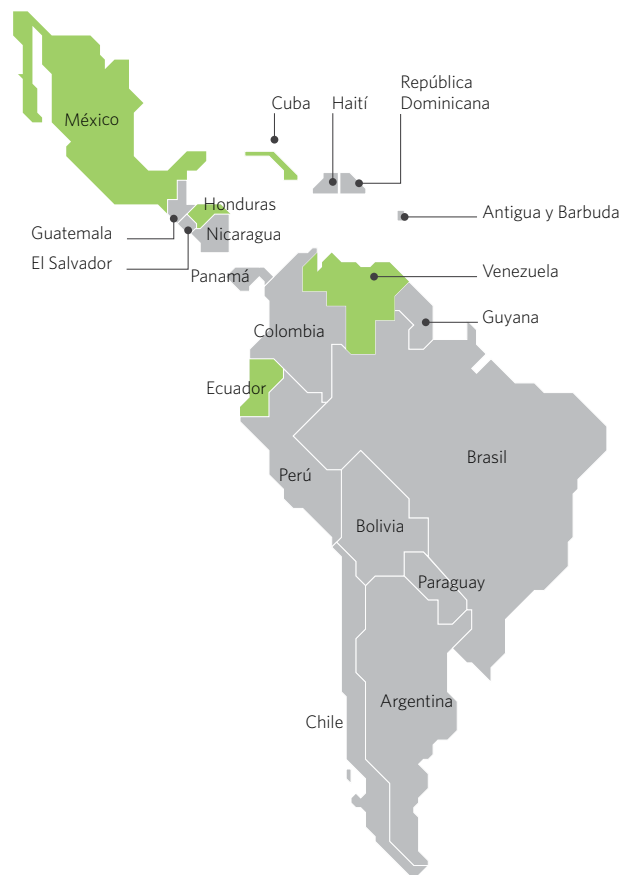 República
Dominicana
Cuba
Haití
México
Honduras
Antigua y Barbuda
Guatemala
Nicaragua
El Salvador
Venezuela
Panamá
Guyana
Colombia
Ecuador
Brasil
Perú
Bolivia
Paraguay
Argentina
Chile